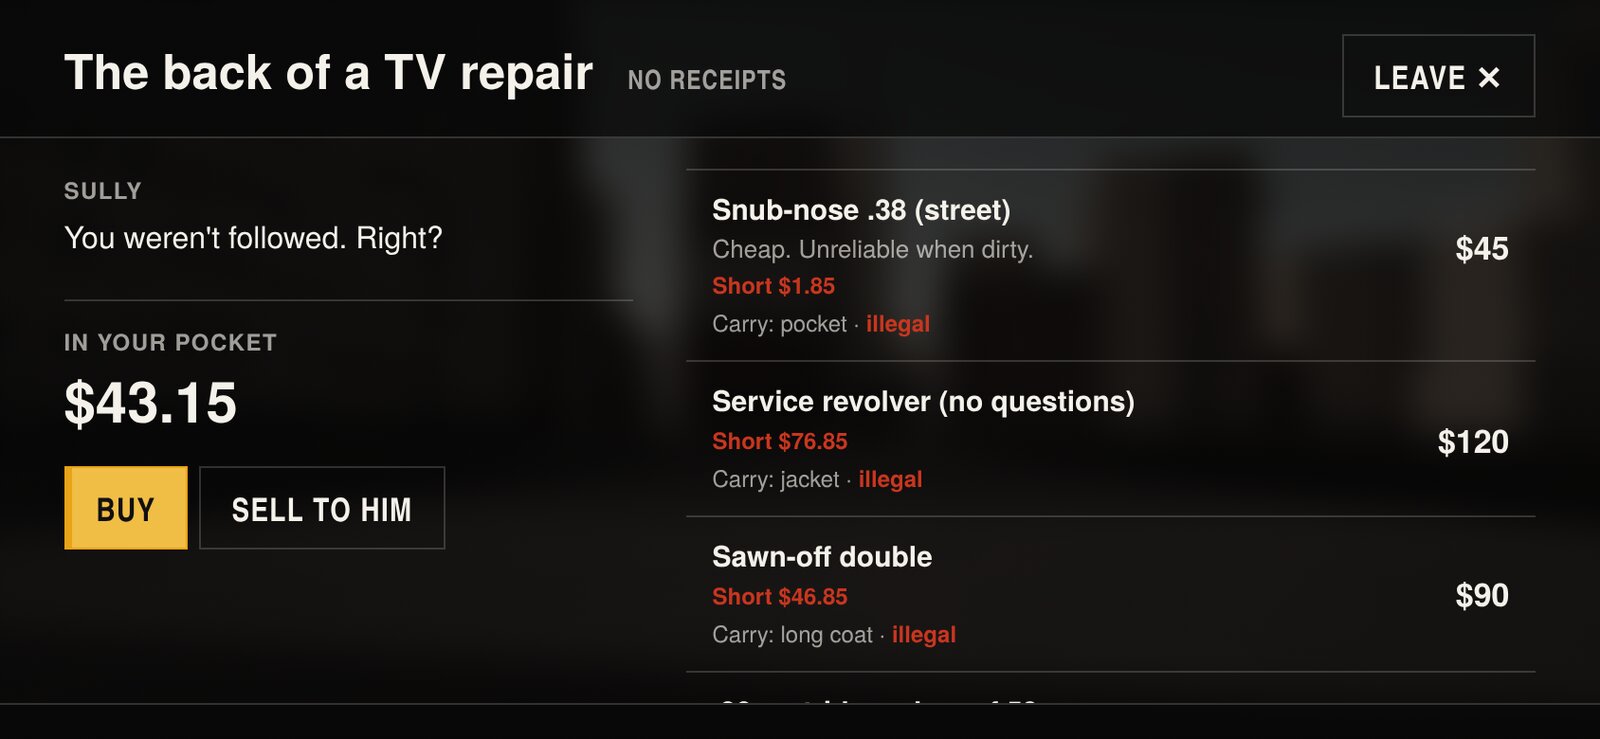 The back of a TV repair NO RECEIPTS
LEAVE ✕
SULLY
You weren't followed. Right?
IN YOUR POCKET
$43.15
BUY
SELL TO HIM
Snub-nose .38 (street)
Cheap. Unreliable when dirty.
Short $1.85
Carry: pocket · illegal
$45
Service revolver (no questions)
Short $76.85
Carry: jacket · illegal
$120
Sawn-off double
Short $46.85
Carry: long coat · illegal
$90